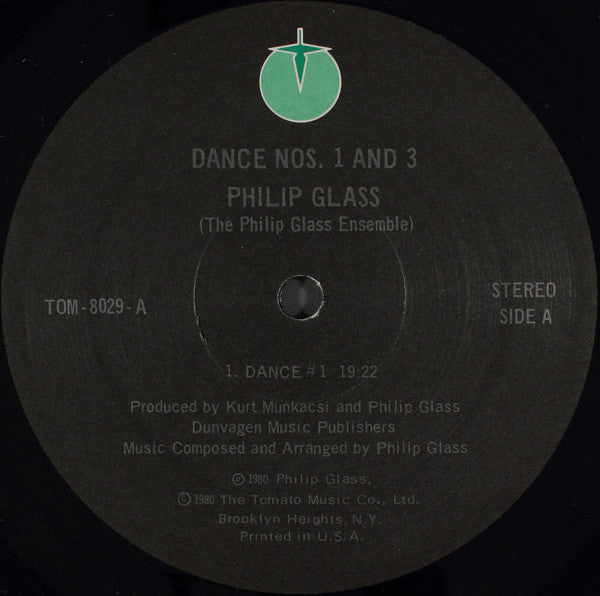 DANCE NOS. 1 AND 3
PHILIP GLASS
(The Philip Glass Ensemble)
TOM-8029-A
STEREO
SIDE A
1. DANCE #1 19:22
Produced by Kurt Munkacsi and Philip Glass
Dunvagen Music Publishers
Music Composed and Arranged by Philip Glass
℗ 1980 Philip Glass,
© 1980 The Tomato Music Co., Ltd.
Brooklyn Heights, N.Y.
Printed in U.S.A.